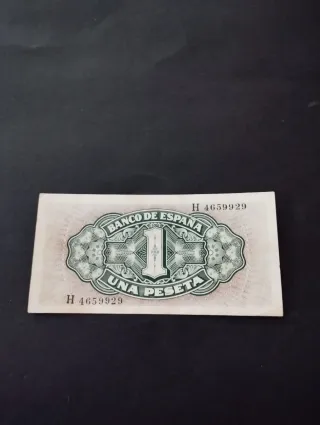 H 4659929
BANCO DE ESPAÑA
1
UNA PESETA
H 4659929